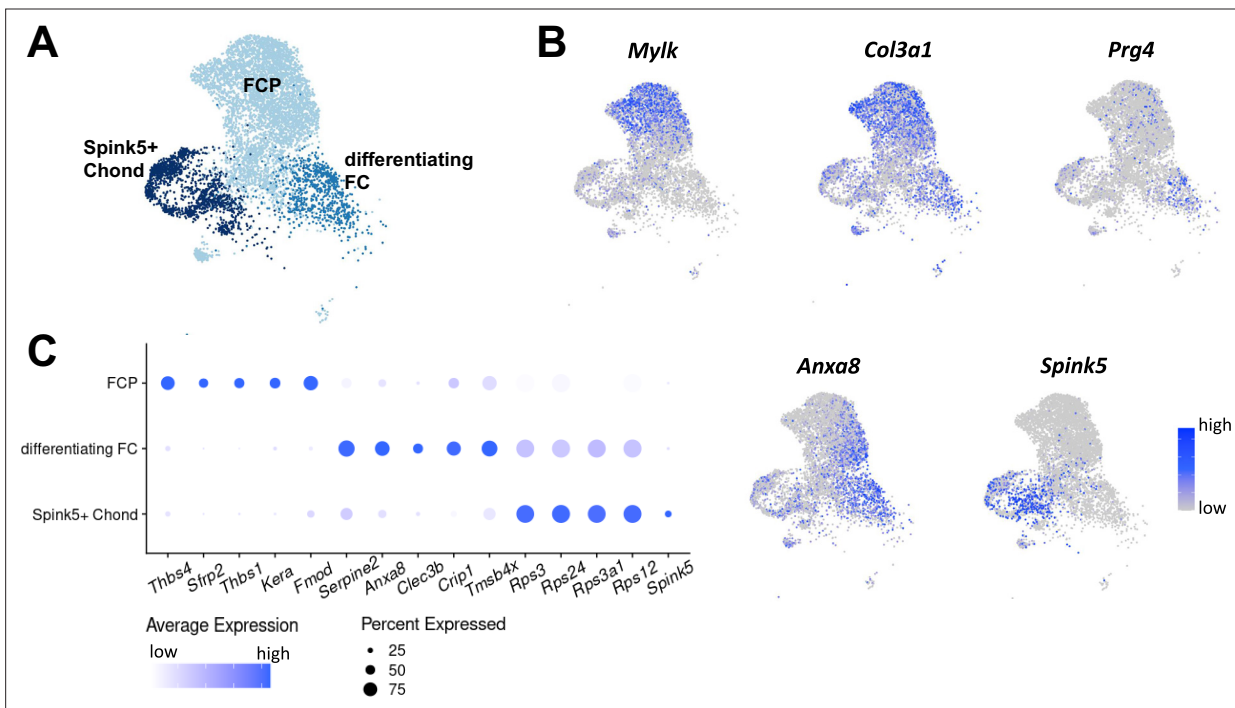 A
FCP
Spink5+
Chond
differentiating
FC
B
Mylk
Col3a1
Prg4
Anxa8
Spink5
high
low
C
FCP
differentiating FC
Spink5+ Chond
Thbs4 Sfrp2 Thbs1 Kera Fmod Serpine2 Anxa8 Clec3b Crip1 Tmsb4x Rps3 Rps24 Rps3a1 Rps12 Spink5
Average Expression
low high
Percent Expressed
25
50
75